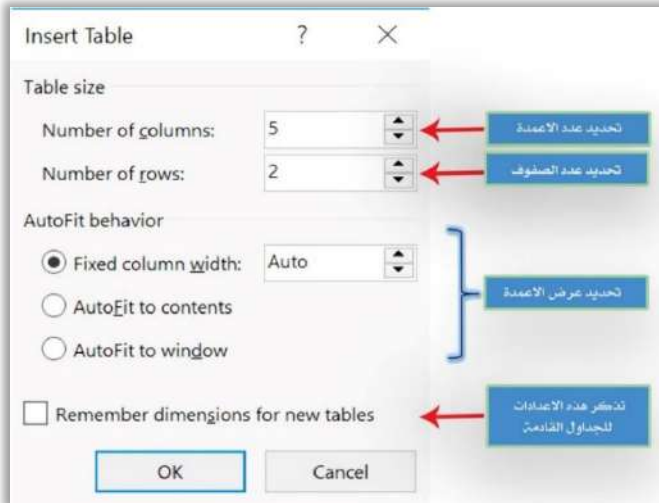 Insert Table
?
Table size
Number of columns: 5
تحديد عدد الاعمدة
Number of rows: 2
تحديد عدد الصفوف
AutoFit behavior
Fixed column width: Auto
AutoFit to contents
تحديد عرض الاعمدة
AutoFit to window
Remember dimensions for new tables
تذكر هذه الاعدادات
للجداول القادمة
OK Cancel